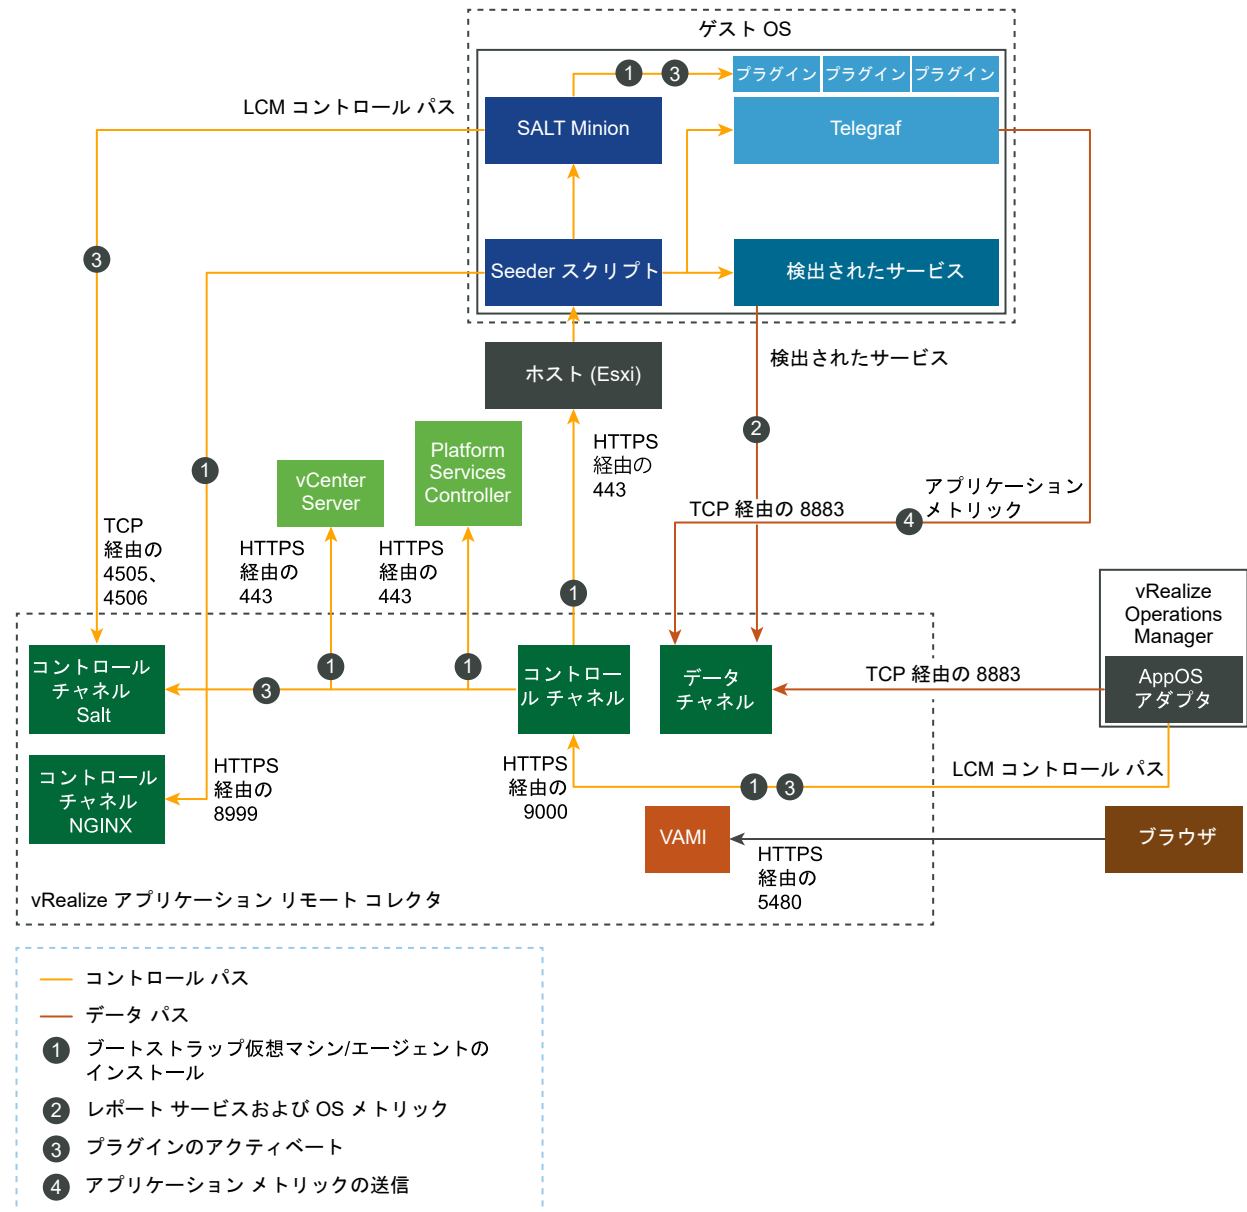 ゲスト OS
1
3
プラグイン
プラグイン
プラグイン
LCM コントロール パス
SALT Minion
Telegraf
3
Seeder スクリプト
検出されたサービス
ホスト (Esxi)
検出されたサービス
2
1
vCenter
Server
Platform
Services
Controller
HTTPS
経由の
443
TCP 経由の 8883
アプリケーション
メトリック
4
TCP
経由の
4505、
4506
HTTPS
経由の
443
HTTPS
経由の
443
1
vRealize
Operations
Manager
AppOS
アダプタ
コントロール
チャネル
Salt
3
1
1
コントロー
ル チャネル
データ
チャネル
TCP 経由の 8883
コントロール
チャネル
NGINX
HTTPS
経由の
8999
HTTPS
経由の
9000
1
3
LCM コントロール パス
VAMI
HTTPS
経由の
5480
ブラウザ
vRealize アプリケーション リモート コレクタ
コントロール パス
データ パス
1 ブートストラップ仮想マシン/エージェントの
インストール
2 レポート サービスおよび OS メトリック
3 プラグインのアクティベート
4 アプリケーション メトリックの送信